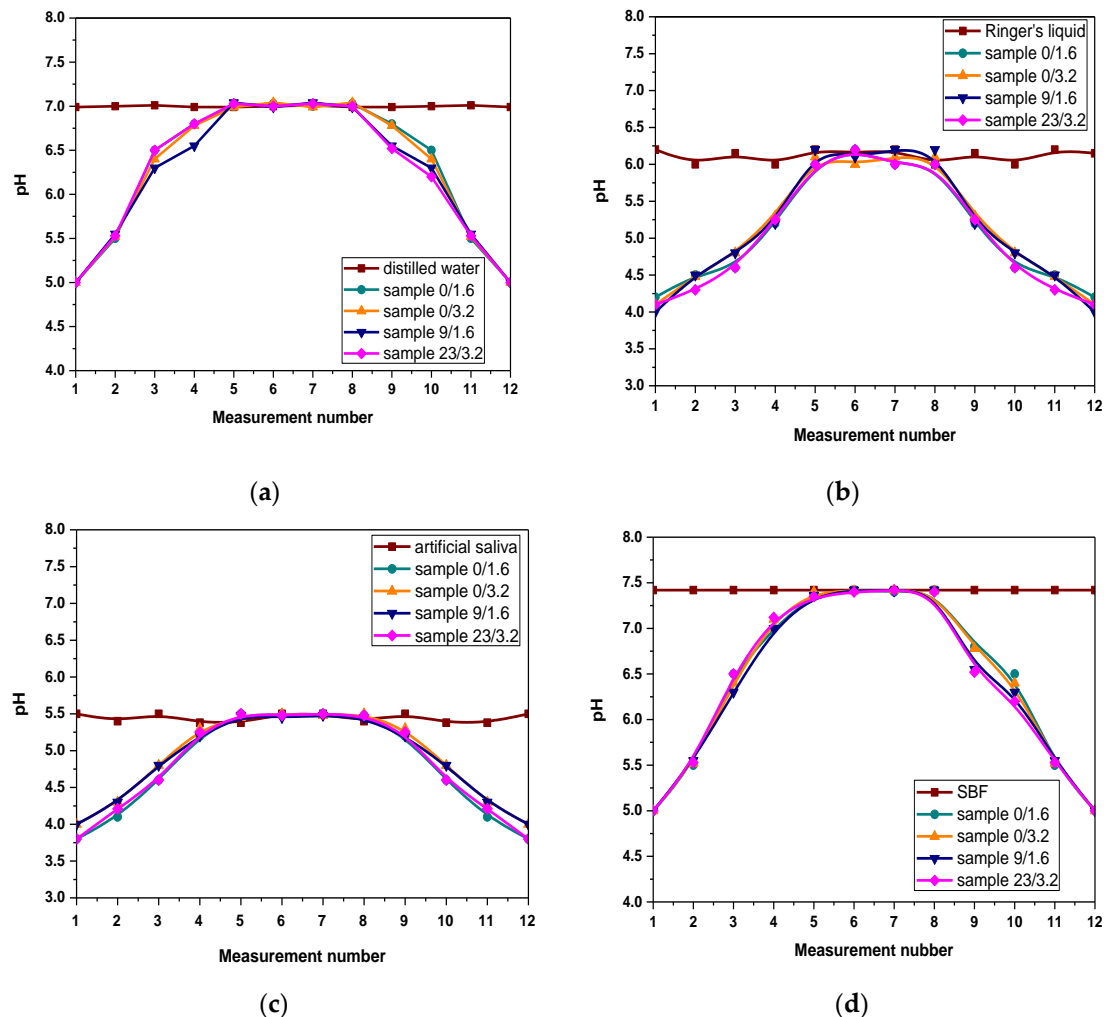 8.0
7.5
7.0
6.5
6.0
5.5
5.0
4.5
4.0
pH
distilled water
sample 0/1.6
sample 0/3.2
sample 9/1.6
sample 23/3.2
1 2 3 4 5 6 7 8 9 10 11 12
Measurement number
(a)
8.0
7.5
7.0
6.5
6.0
5.5
5.0
4.5
4.0
3.5
3.0
pH
Ringer's liquid
sample 0/1.6
sample 0/3.2
sample 9/1.6
sample 23/3.2
1 2 3 4 5 6 7 8 9 10 11 12
Measurement number
(b)
8.0
7.5
7.0
6.5
6.0
5.5
5.0
4.5
4.0
3.5
3.0
pH
artificial saliva
sample 0/1.6
sample 0/3.2
sample 9/1.6
sample 23/3.2
1 2 3 4 5 6 7 8 9 10 11 12
Measurement number
(c)
8.0
7.5
7.0
6.5
6.0
5.5
5.0
4.5
4.0
pH
SBF
sample 0/1.6
sample 0/3.2
sample 9/1.6
sample 23/3.2
1 2 3 4 5 6 7 8 9 10 11 12
Measurement nubber
(d)